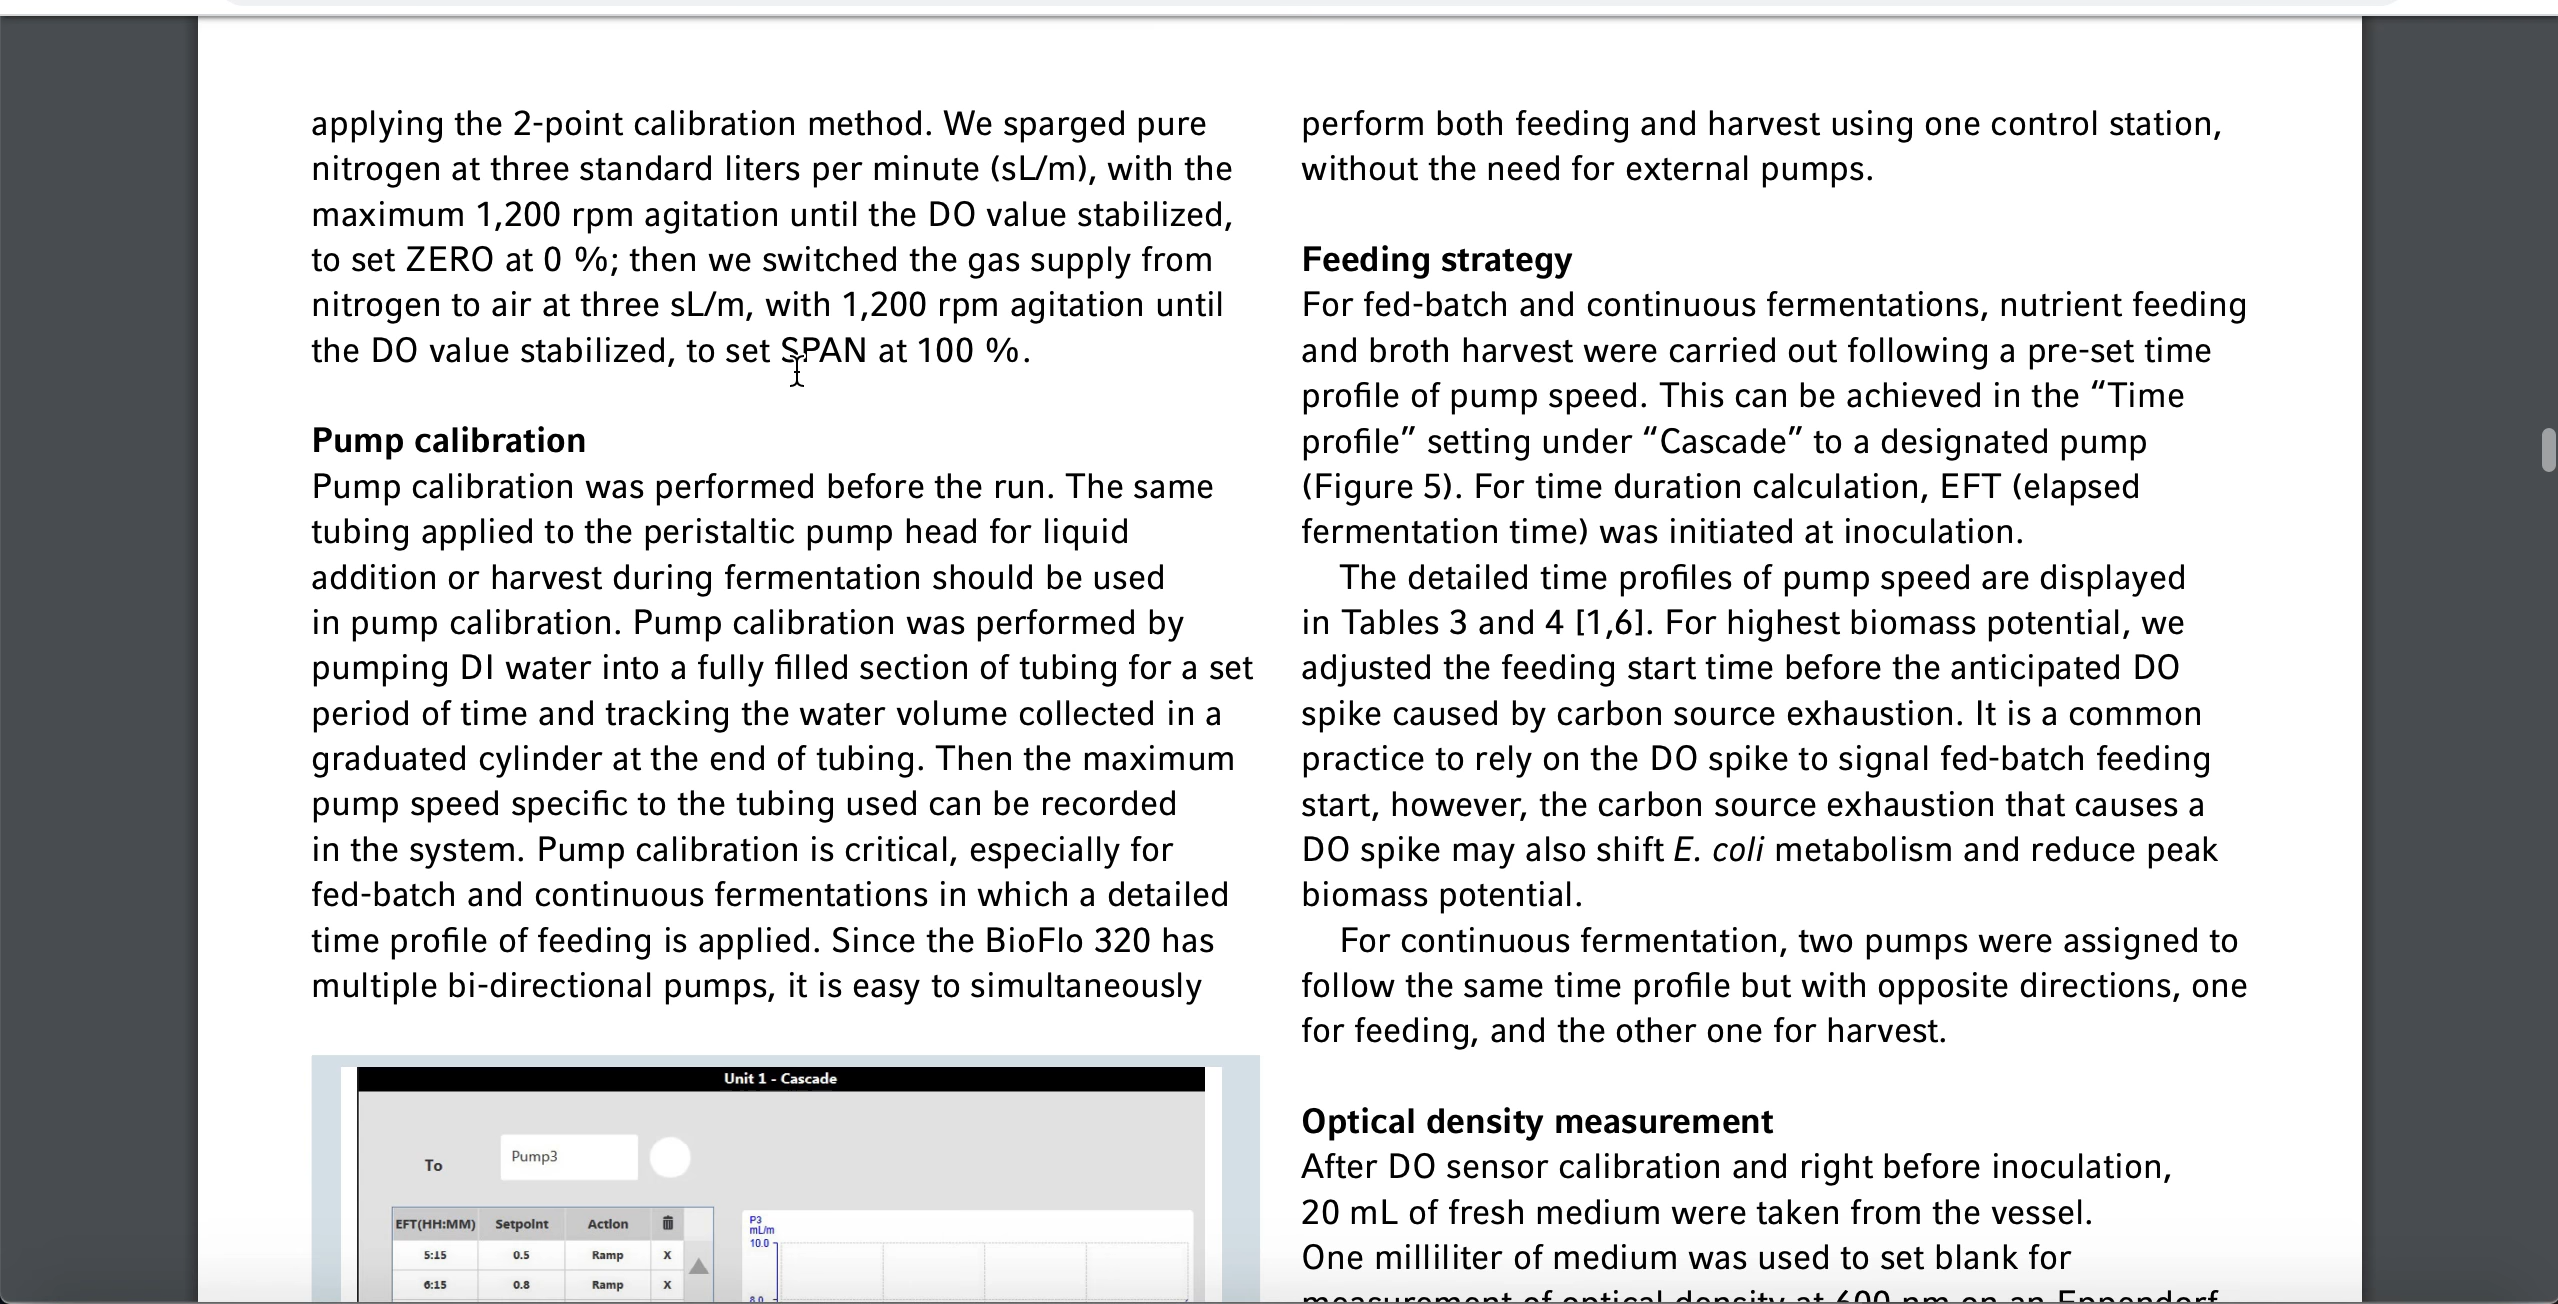 applying the 2-point calibration method. We sparged pure
nitrogen at three standard liters per minute (sL/m), with the
maximum 1,200 rpm agitation until the DO value stabilized,
to set ZERO at 0 %; then we switched the gas supply from
nitrogen to air at three sL/m, with 1,200 rpm agitation until
the DO value stabilized, to set SPAN at 100 %.
Pump calibration
Pump calibration was performed before the run. The same
tubing applied to the peristaltic pump head for liquid
addition or harvest during fermentation should be used
in pump calibration. Pump calibration was performed by
pumping DI water into a fully filled section of tubing for a set
period of time and tracking the water volume collected in a
graduated cylinder at the end of tubing. Then the maximum
pump speed specific to the tubing used can be recorded
in the system. Pump calibration is critical, especially for
fed-batch and continuous fermentations in which a detailed
time profile of feeding is applied. Since the BioFlo 320 has
multiple bi-directional pumps, it is easy to simultaneously
Unit 1 - Cascade
To
Pump3
EFT(HH:MM) Setpoint Action
5:15 0.5 Ramp X
6:15 0.8 Ramp X
P3
mL/m
10.0
8.0
perform both feeding and harvest using one control station,
without the need for external pumps.
Feeding strategy
For fed-batch and continuous fermentations, nutrient feeding
and broth harvest were carried out following a pre-set time
profile of pump speed. This can be achieved in the “Time
profile” setting under “Cascade” to a designated pump
(Figure 5). For time duration calculation, EFT (elapsed
fermentation time) was initiated at inoculation.
The detailed time profiles of pump speed are displayed
in Tables 3 and 4 [1,6]. For highest biomass potential, we
adjusted the feeding start time before the anticipated DO
spike caused by carbon source exhaustion. It is a common
practice to rely on the DO spike to signal fed-batch feeding
start, however, the carbon source exhaustion that causes a
DO spike may also shift E. coli metabolism and reduce peak
biomass potential.
For continuous fermentation, two pumps were assigned to
follow the same time profile but with opposite directions, one
for feeding, and the other one for harvest.
Optical density measurement
After DO sensor calibration and right before inoculation,
20 mL of fresh medium were taken from the vessel.
One milliliter of medium was used to set blank for
measurement of optical density at 600 nm on an Eppendorf